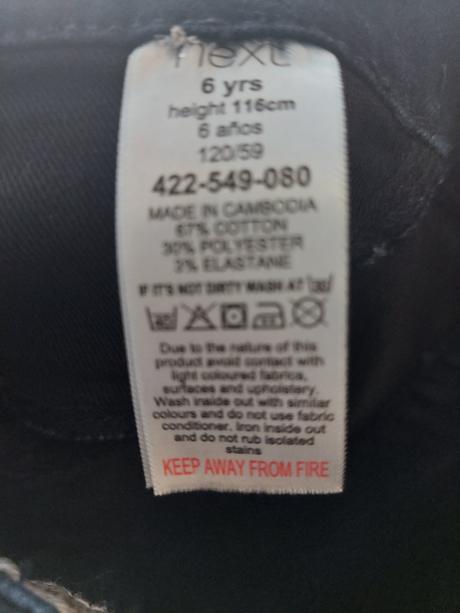 next
6 yrs
height 116cm
6 años
120/59
422-549-080
MADE IN CAMBODIA
67% COTTON
30% POLYESTER
3% ELASTANE
IF IT'S NOT DIRTY WASH AT 30
40
Due to the nature of this
product avoid contact with
light coloured fabrics,
surfaces and upholstery.
Wash inside out with similar
colours and do not use fabric
conditioner. Iron inside out
and do not rub isolated
stains
KEEP AWAY FROM FIRE